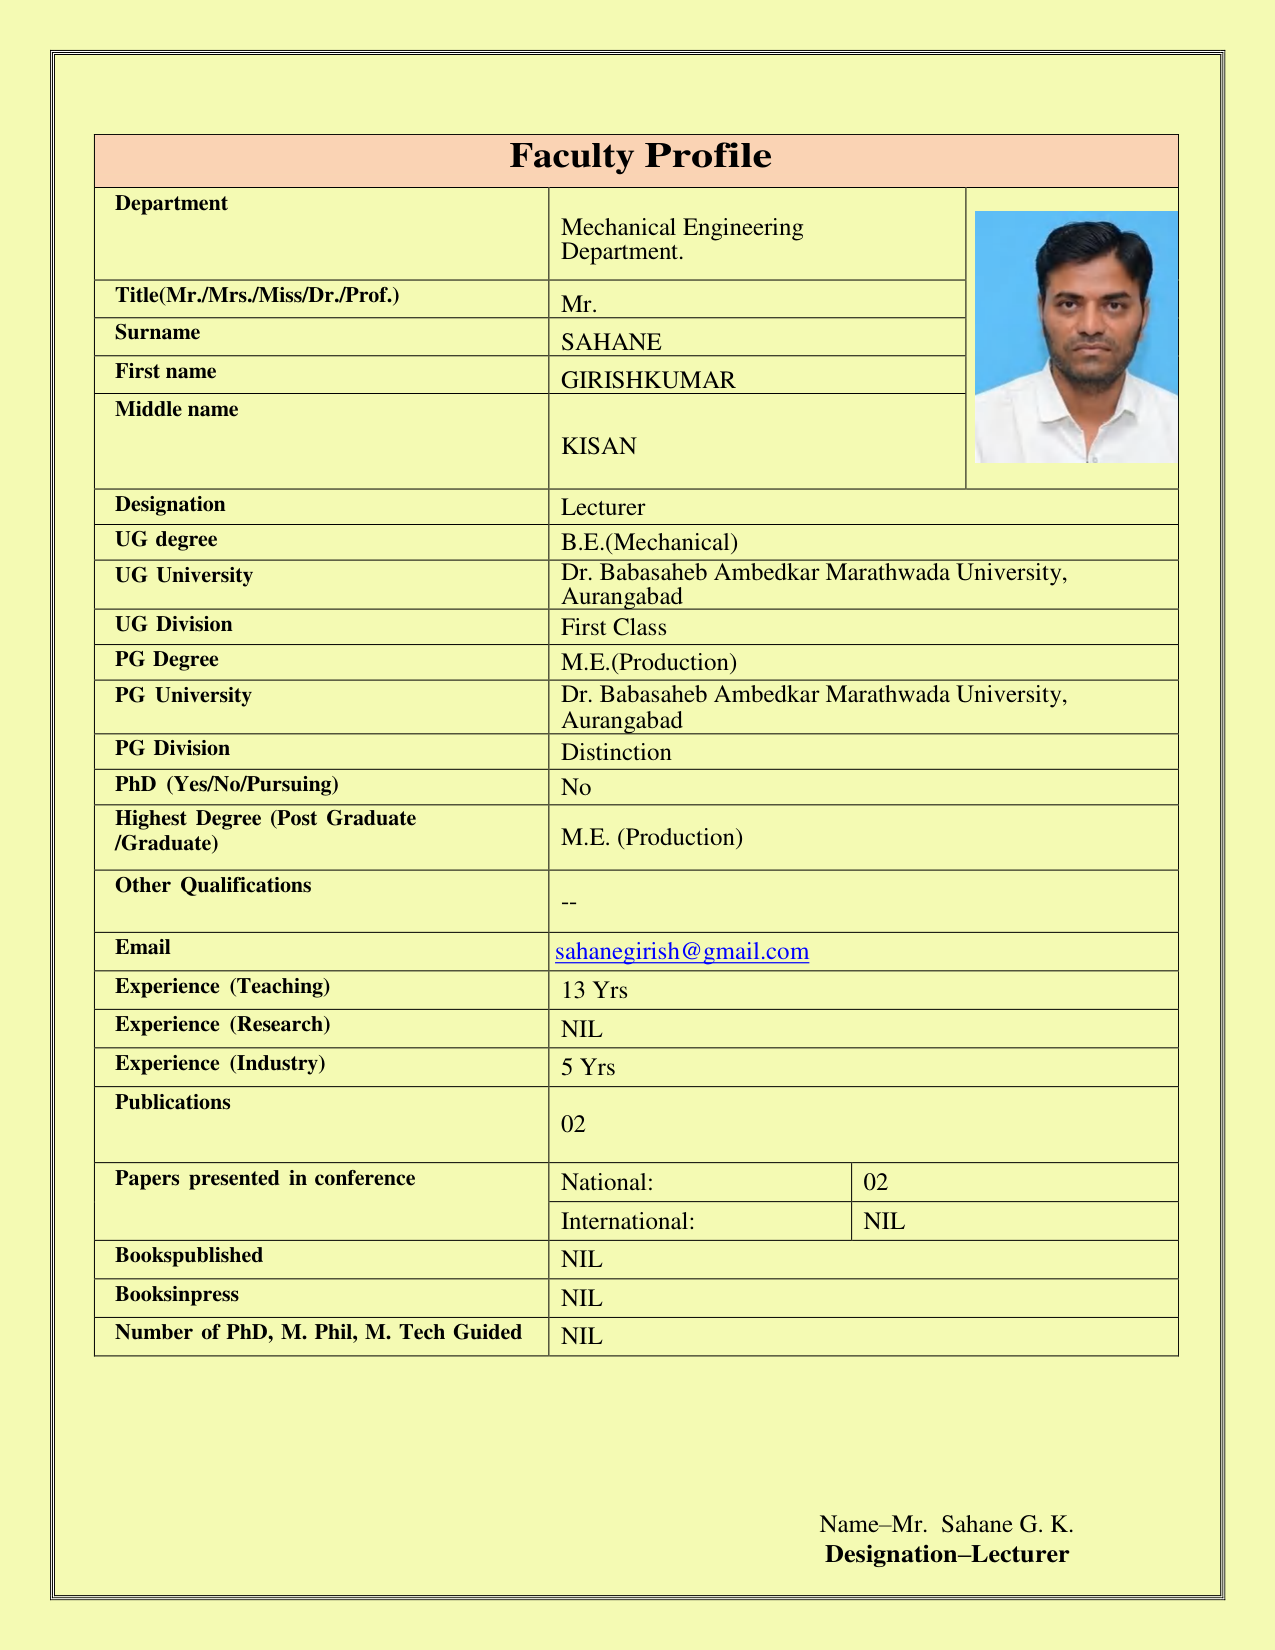 Faculty Profile
Department
Mechanical Engineering
Department.
Title(Mr./Mrs./Miss/Dr./Prof.)
Mr.
Surname
SAHANE
First name
GIRISHKUMAR
Middle name
KISAN
Designation
Lecturer
UG degree
B.E.(Mechanical)
UG University
Dr. Babasaheb Ambedkar Marathwada University,
Aurangabad
UG Division
First Class
PG Degree
M.E.(Production)
PG University
Dr. Babasaheb Ambedkar Marathwada University,
Aurangabad
PG Division
Distinction
PhD (Yes/No/Pursuing)
No
Highest Degree (Post Graduate
/Graduate)
M.E. (Production)
Other Qualifications
--
Email
sahanegirish@gmail.com
Experience (Teaching)
13 Yrs
Experience (Research)
NIL
Experience (Industry)
5 Yrs
Publications
02
Papers presented in conference
National:
02
International:
NIL
Bookspublished
NIL
Booksinpress
NIL
Number of PhD, M. Phil, M. Tech Guided
NIL
Name–Mr. Sahane G. K.
Designation–Lecturer